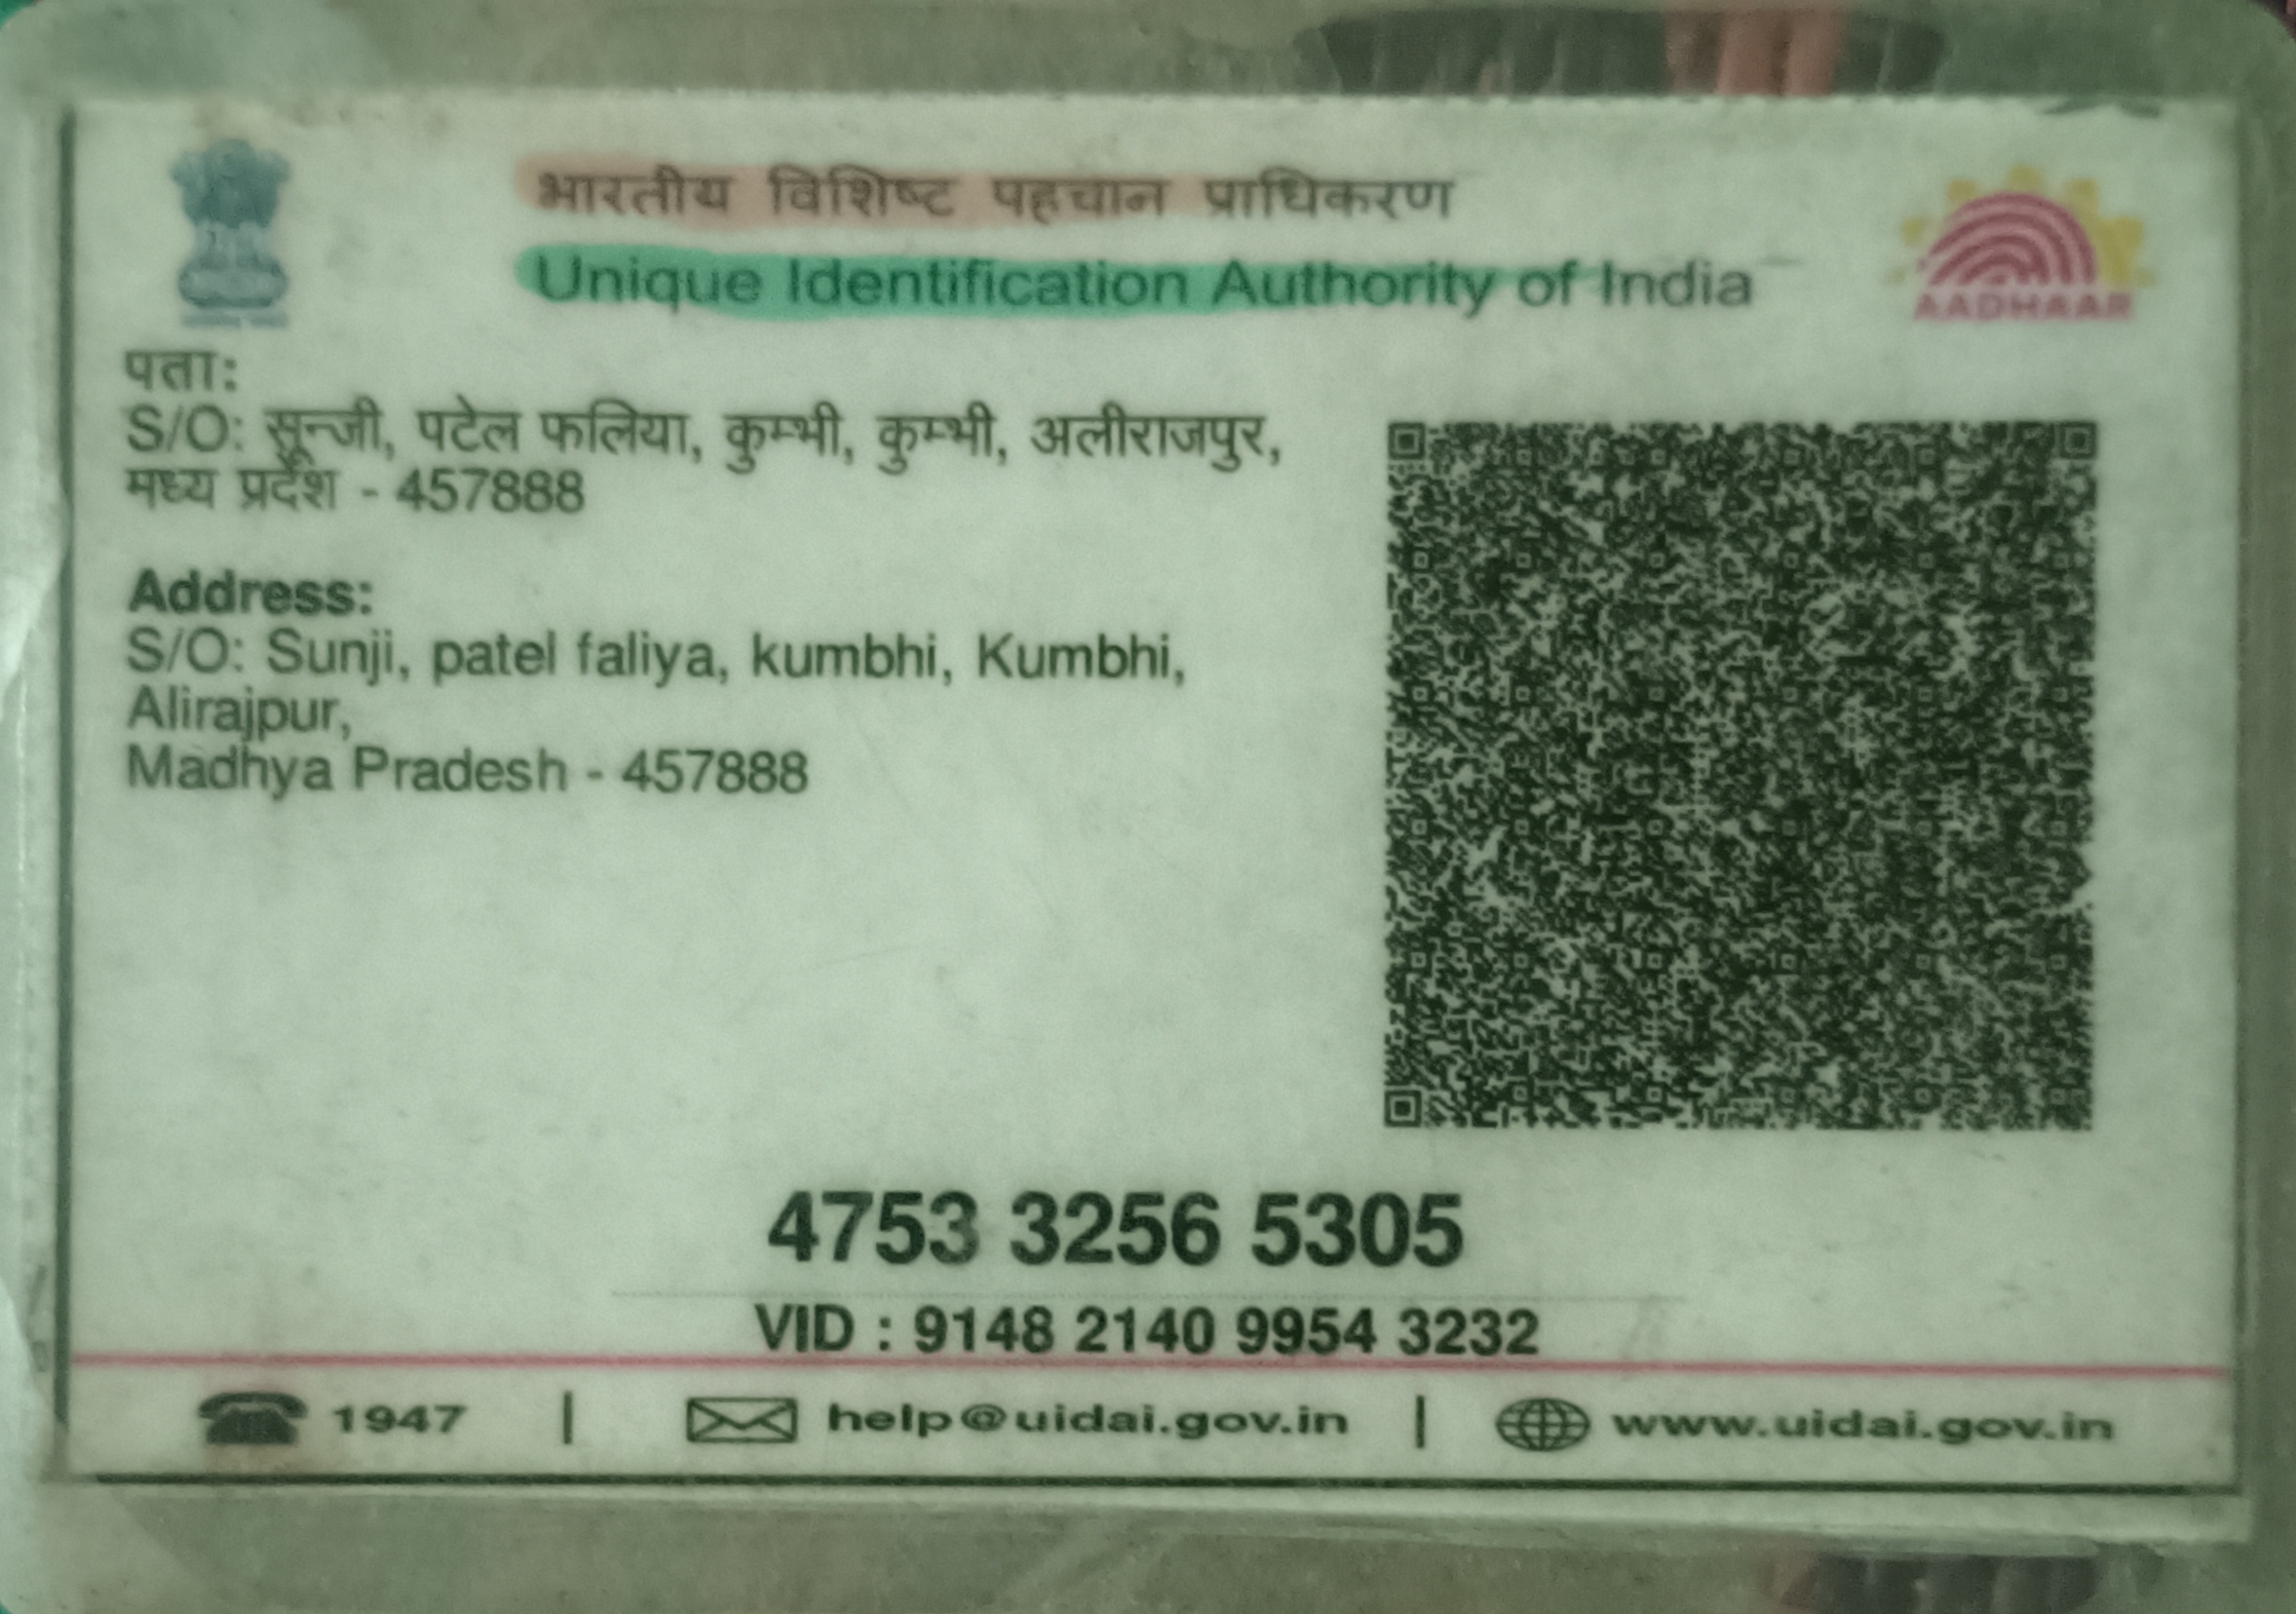 भारतीय विशिष्ट पहचान प्राधिकरण
Unique Identification Authority of India
AADHAAR
पता:
S/O: सून्जी, पटेल फलिया, कुम्भी, कुम्भी, अलीराजपुर,
मध्य प्रदेश - 457888
Address:
S/O: Sunji, patel faliya, kumbhi, Kumbhi,
Alirajpur,
Madhya Pradesh - 457888
4753 3256 5305
VID : 9148 2140 9954 3232
1947 | help@uidai.gov.in | www.uidai.gov.in